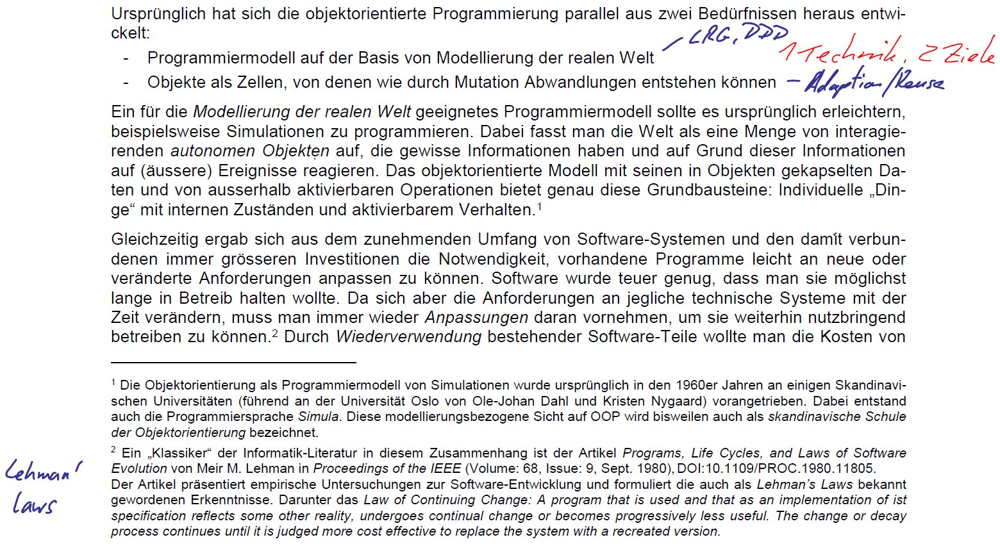 Ursprünglich hat sich die objektorientierte Programmierung parallel aus zwei Bedürfnissen heraus entwi-
ckelt:
LRG, DDD
- Programmiermodell auf der Basis von Modellierung der realen Welt
1 Technik, 2 Ziele
- Objekte als Zellen, von denen wie durch Mutation Abwandlungen entstehen können – Adaption/Reuse
Ein für die Modellierung der realen Welt geeignetes Programmiermodell sollte es ursprünglich erleichtern,
beispielsweise Simulationen zu programmieren. Dabei fasst man die Welt als eine Menge von interagie-
renden autonomen Objekten auf, die gewisse Informationen haben und auf Grund dieser Informationen
auf (äussere) Ereignisse reagieren. Das objektorientierte Modell mit seinen in Objekten gekapselten Da-
ten und von ausserhalb aktivierbaren Operationen bietet genau diese Grundbausteine: Individuelle „Din-
ge“ mit internen Zuständen und aktivierbarem Verhalten.1
Gleichzeitig ergab sich aus dem zunehmenden Umfang von Software-Systemen und den damit verbun-
denen immer grösseren Investitionen die Notwendigkeit, vorhandene Programme leicht an neue oder
veränderte Anforderungen anpassen zu können. Software wurde teuer genug, dass man sie möglichst
lange in Betreib halten wollte. Da sich aber die Anforderungen an jegliche technische Systeme mit der
Zeit verändern, muss man immer wieder Anpassungen daran vornehmen, um sie weiterhin nutzbringend
betreiben zu können.2 Durch Wiederverwendung bestehender Software-Teile wollte man die Kosten von
1 Die Objektorientierung als Programmiermodell von Simulationen wurde ursprünglich in den 1960er Jahren an einigen Skandinavi-
schen Universitäten (führend an der Universität Oslo von Ole-Johan Dahl und Kristen Nygaard) vorangetrieben. Dabei entstand
auch die Programmiersprache Simula. Diese modellierungsbezogene Sicht auf OOP wird bisweilen auch als skandinavische Schule
der Objektorientierung bezeichnet.
2 Ein „Klassiker“ der Informatik-Literatur in diesem Zusammenhang ist der Artikel Programs, Life Cycles, and Laws of Software
Evolution von Meir M. Lehman in Proceedings of the IEEE (Volume: 68, Issue: 9, Sept. 1980), DOI:10.1109/PROC.1980.11805.
Der Artikel präsentiert empirische Untersuchungen zur Software-Entwicklung und formuliert die auch als Lehman’s Laws bekannt
gewordenen Erkenntnisse. Darunter das Law of Continuing Change: A program that is used and that as an implementation of ist
specification reflects some other reality, undergoes continual change or becomes progressively less useful. The change or decay
process continues until it is judged more cost effective to replace the system with a recreated version.
Lehman'
Laws